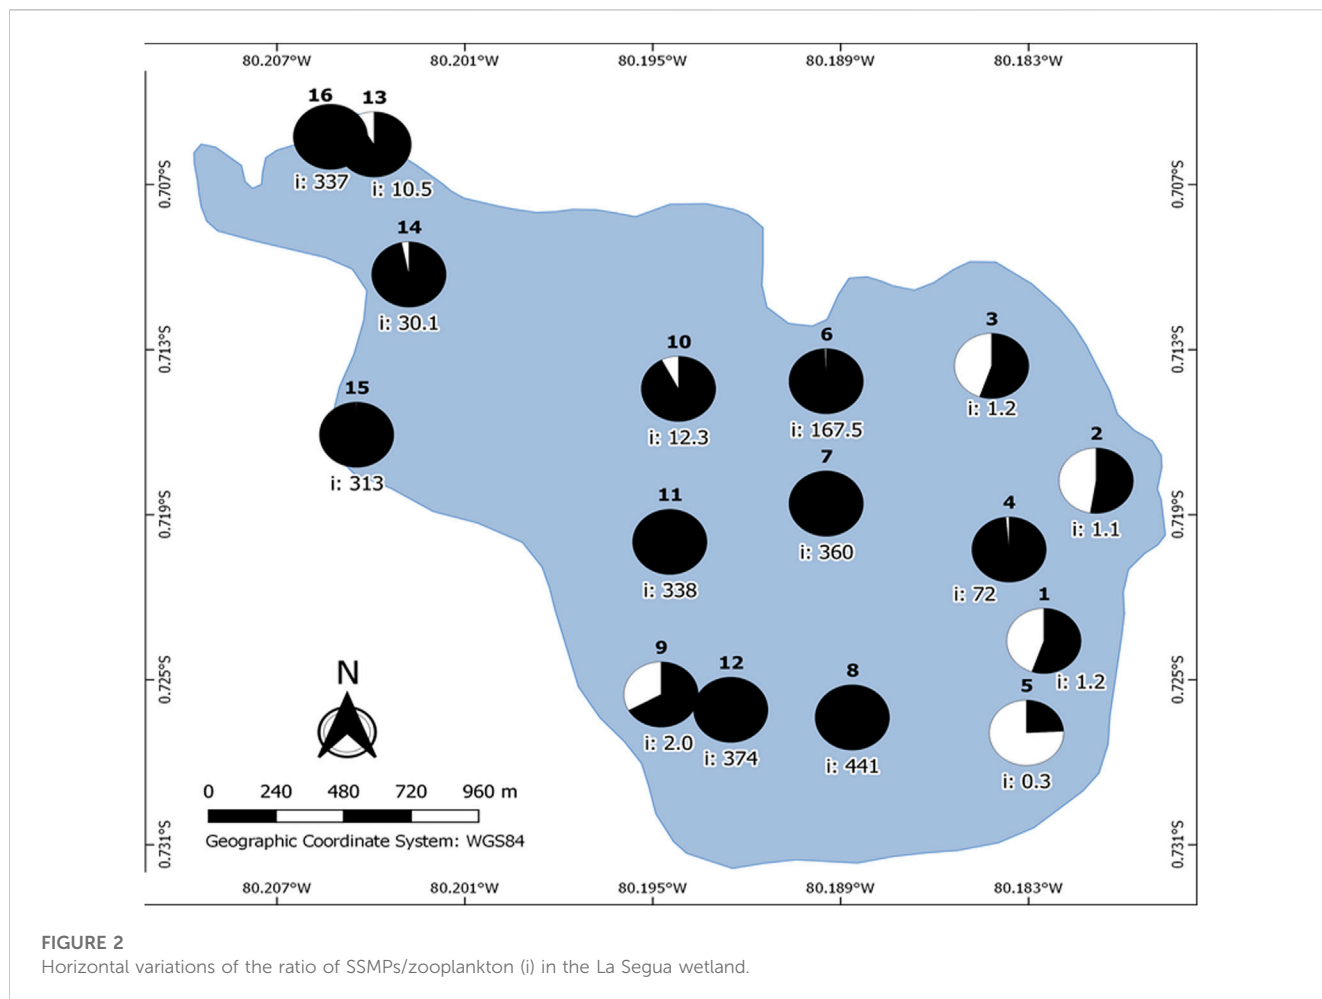 80.207°W 80.201°W 80.195°W 80.189°W 80.183°W
16 13
i: 337 i: 10.5
0.707°S 0.707°S
14
i: 30.1
3
i: 1.2
6
i: 167.5
10
i: 12.3
0.713°S 0.713°S
15
i: 313
2
i: 1.1
7
i: 360
11
i: 338
4
i: 72
0.719°S 0.719°S
1
i: 1.2
9
i: 2.0
12
i: 374
8
i: 441
5
i: 0.3
0.725°S 0.725°S
N
0 240 480 720 960 m
Geographic Coordinate System: WGS84
0.731°S 0.731°S
80.207°W 80.201°W 80.195°W 80.189°W 80.183°W
FIGURE 2
Horizontal variations of the ratio of SSMPs/zooplankton (i) in the La Segua wetland.